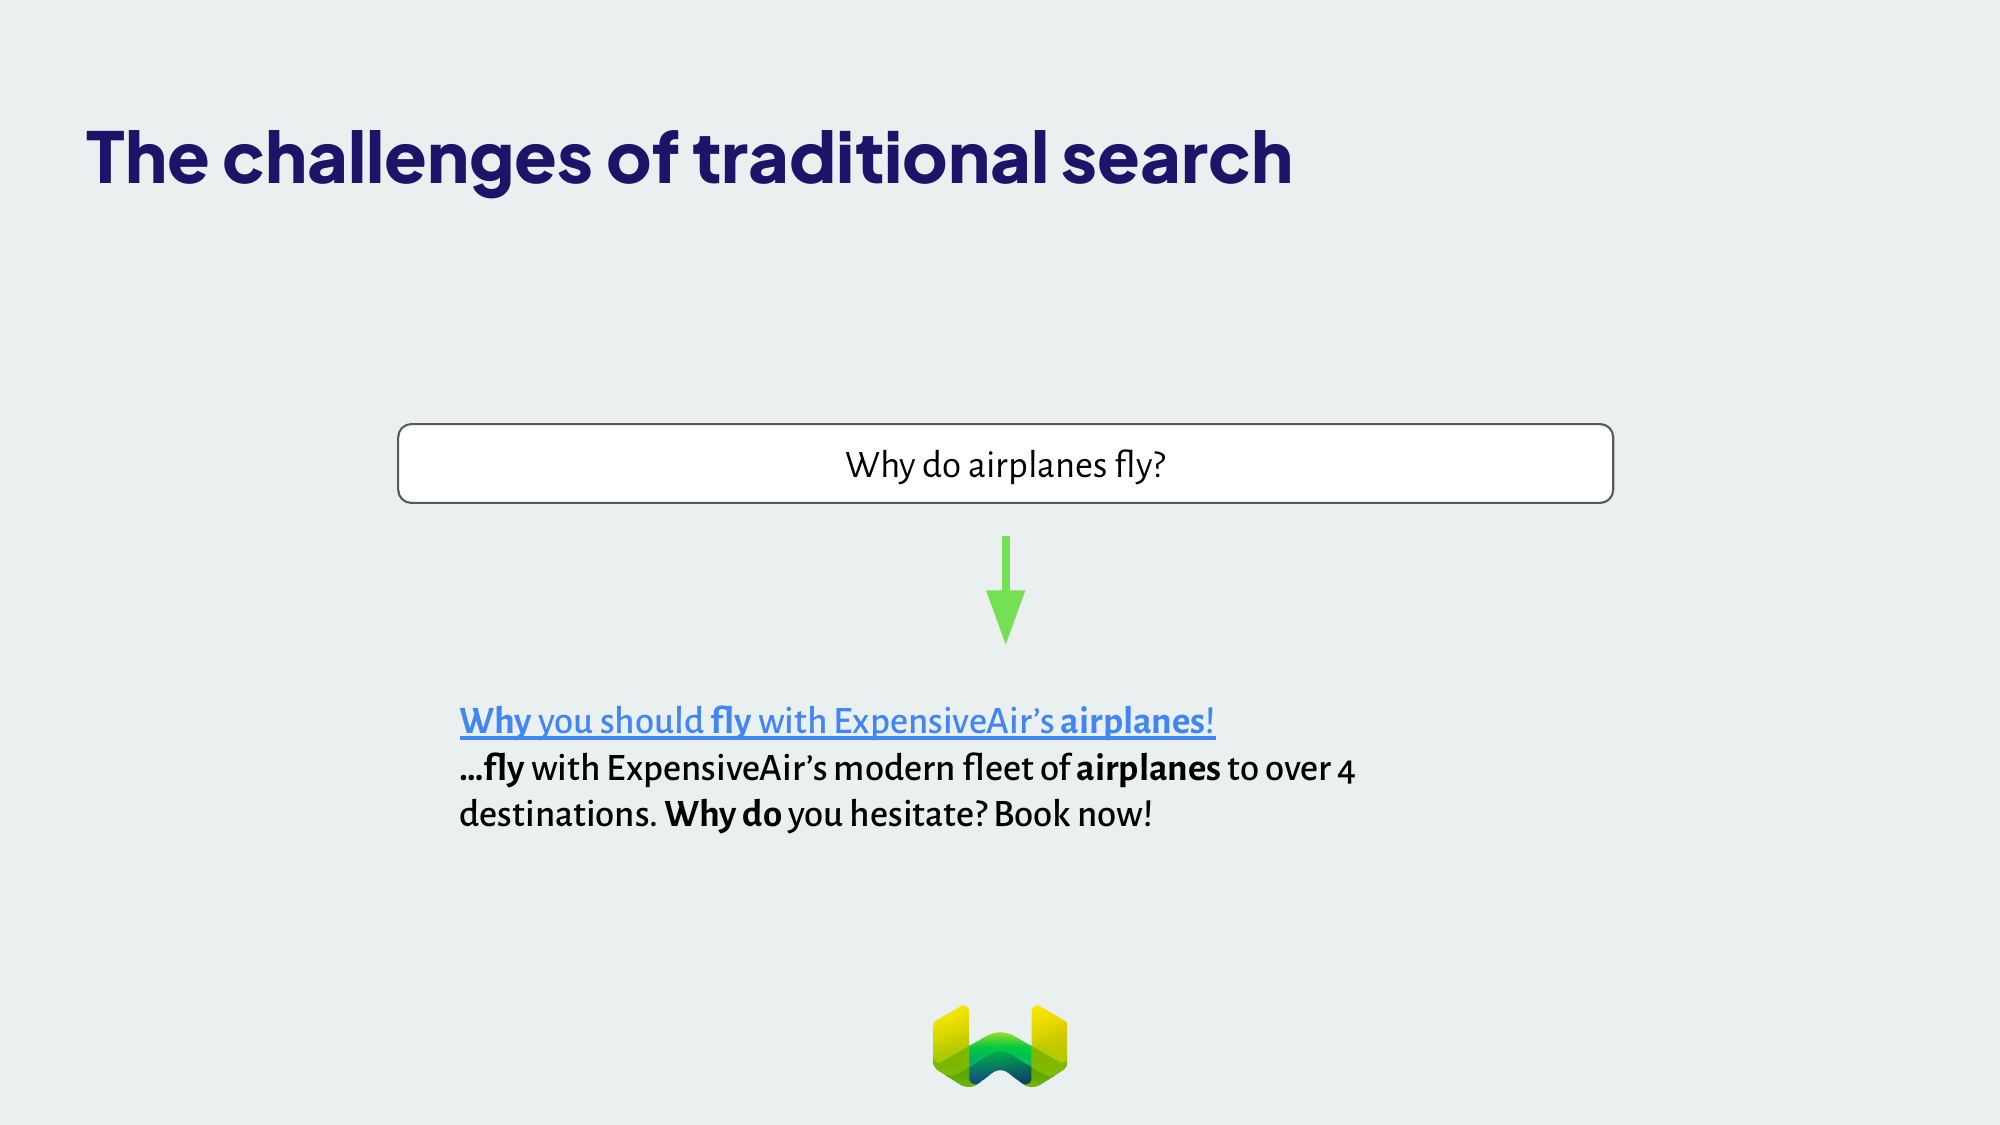 The challenges of traditional search
Why do airplanes fly?
Why you should fly with ExpensiveAir’s airplanes!
...fly with ExpensiveAir’s modern fleet of airplanes to over 4
destinations. Why do you hesitate? Book now!